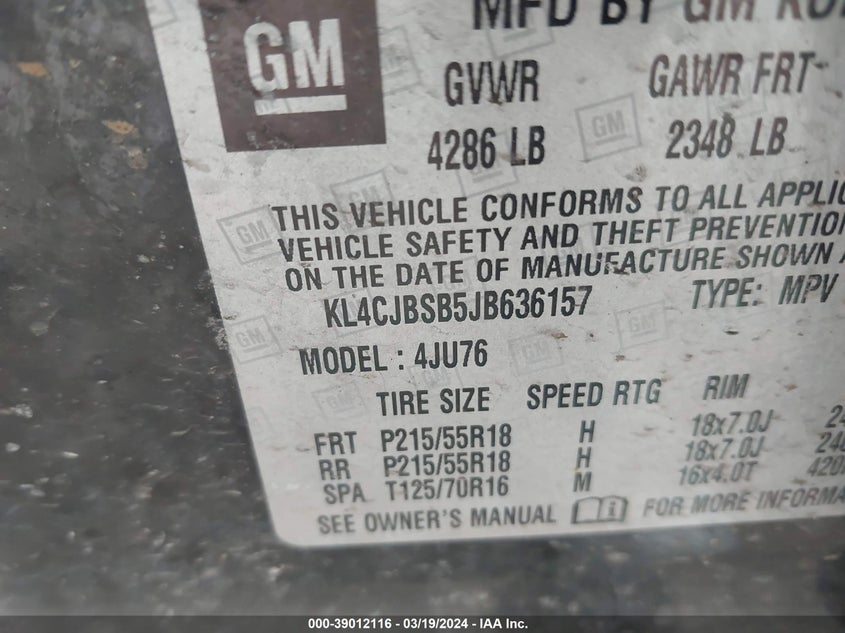 GM
MFD BY GM
GVWR GAWR FRT
4286 LB 2348 LB
THIS VEHICLE CONFORMS TO ALL
VEHICLE SAFETY AND THEFT PREVENTION
ON THE DATE OF MANUFACTURE SHOWN
KL4CJBSB5JB636157 TYPE: MPV
MODEL : 4JU76
TIRE SIZE SPEED RTG RIM
FRT P215/55R18 H 18x7.0J
RR P215/55R18 H 18x7.0J
SPA T125/70R16 M 16x4.0T
SEE OWNER'S MANUAL FOR MORE
000-39012116 - 03/19/2024 - IAA Inc.